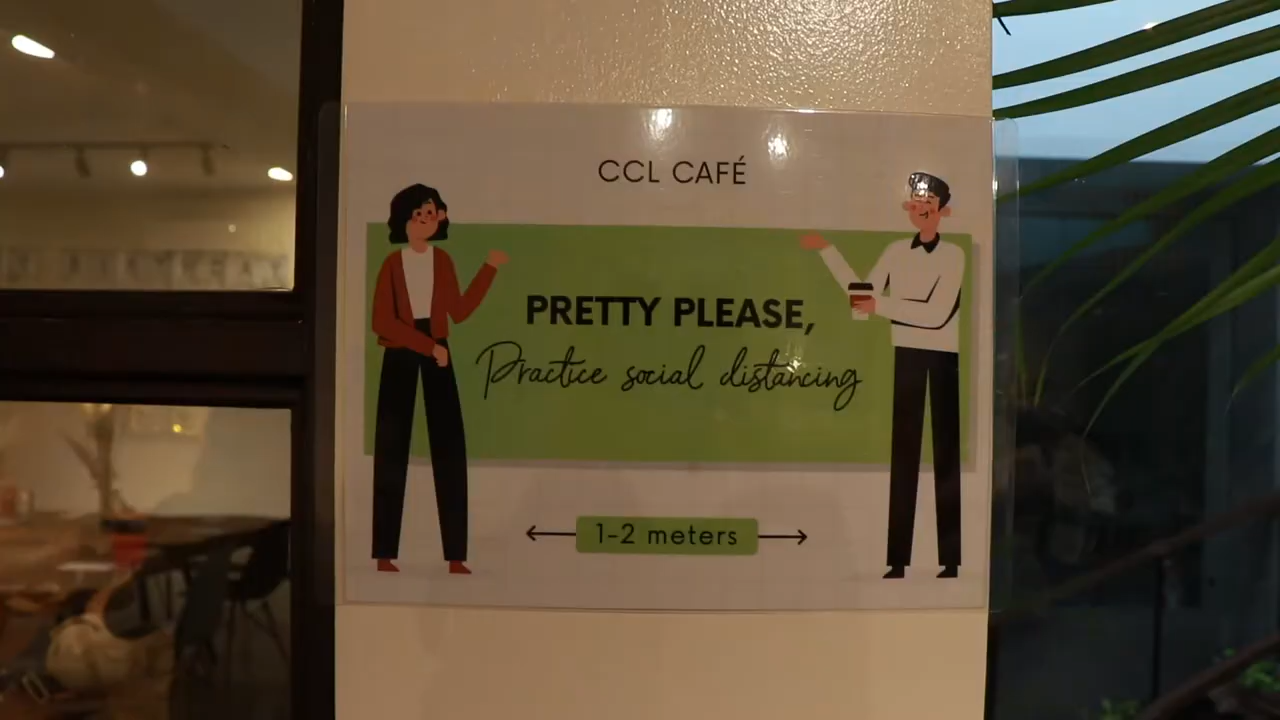 CCL CAFÉ
PRETTY PLEASE,
Practice social distancing
1-2 meters